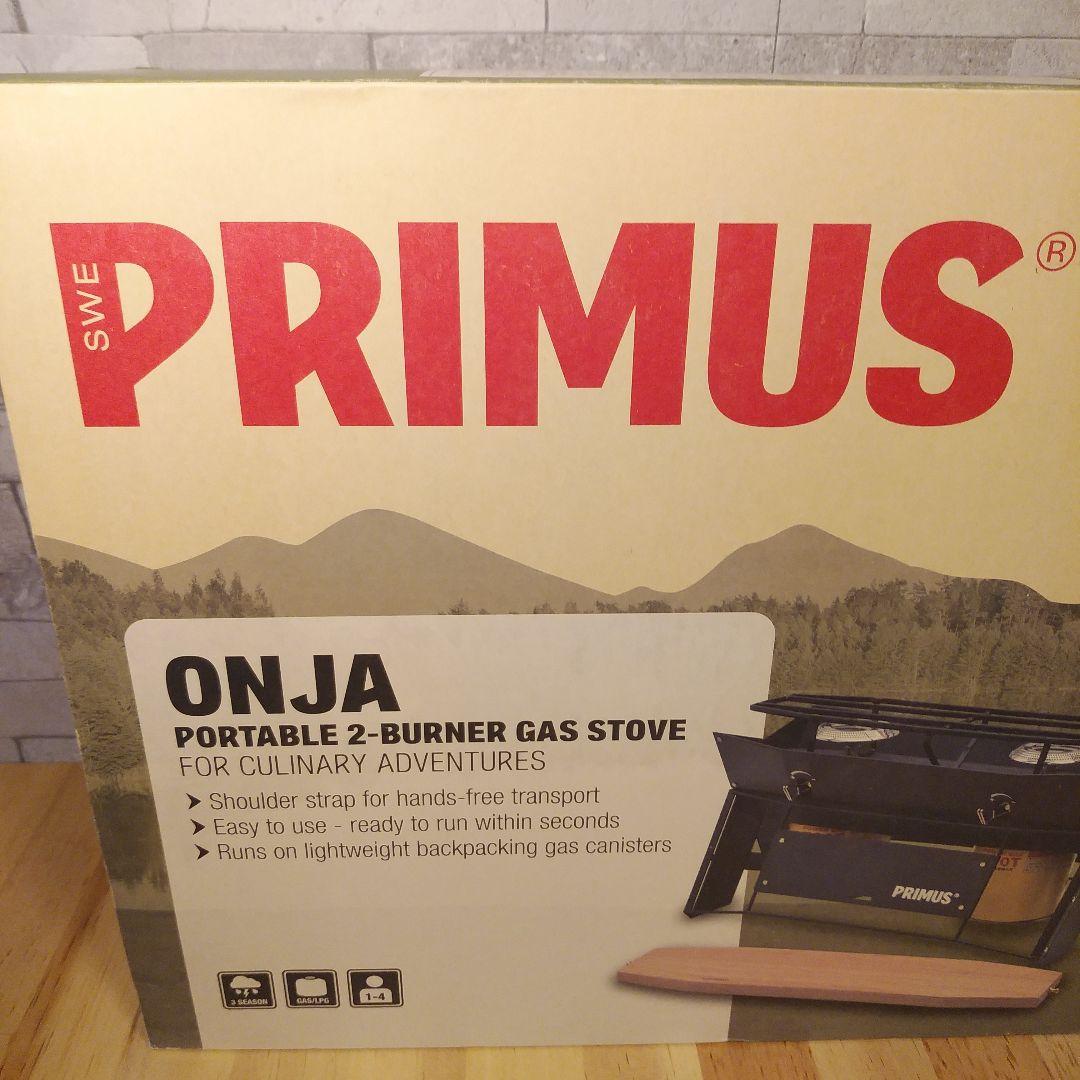 SWE
PRIMUS®
ONJA
PORTABLE 2-BURNER GAS STOVE
FOR CULINARY ADVENTURES
➤ Shoulder strap for hands-free transport
➤ Easy to use - ready to run within seconds
➤ Runs on lightweight backpacking gas canisters
PRIMUS®
3 SEASON
GAS/LPG
1-4